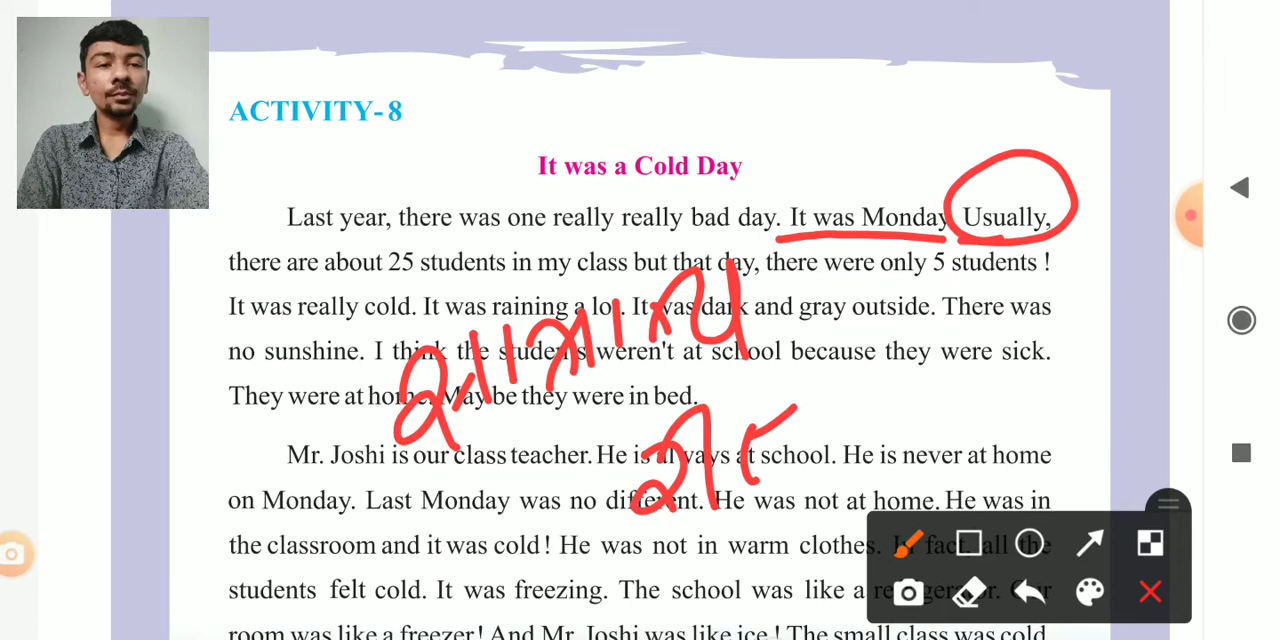 ACTIVITY-8
It was a Cold Day
Last year, there was one really really bad day. It was Monday. Usually,
there are about 25 students in my class but that day, there were only 5 students !
It was really cold. It was raining a lot. It was dark and gray outside. There was
no sunshine. I think the students weren't at school because they were sick.
They were at home. Maybe they were in bed.
Mr. Joshi is our class teacher. He is always at school. He is never at home
on Monday. Last Monday was no different. He was not at home. He was in
the classroom and it was cold! He was not in warm clothes. In fact, all the
students felt cold. It was freezing. The school was like a refrigerator. Our
room was like a freezer! And Mr. Joshi was like ice ! The small class was cold.